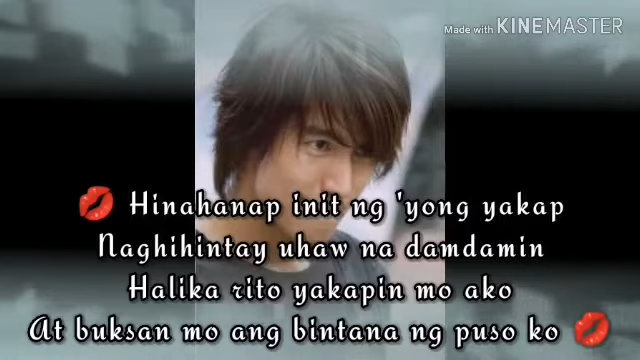 Made with KINEMASTER
💋 Hinahanap init ng 'yong yakap
Naghihintay uhaw na damdamin
Halika rito yakapin mo ako
At buksan mo ang bintana ng puso ko 💋